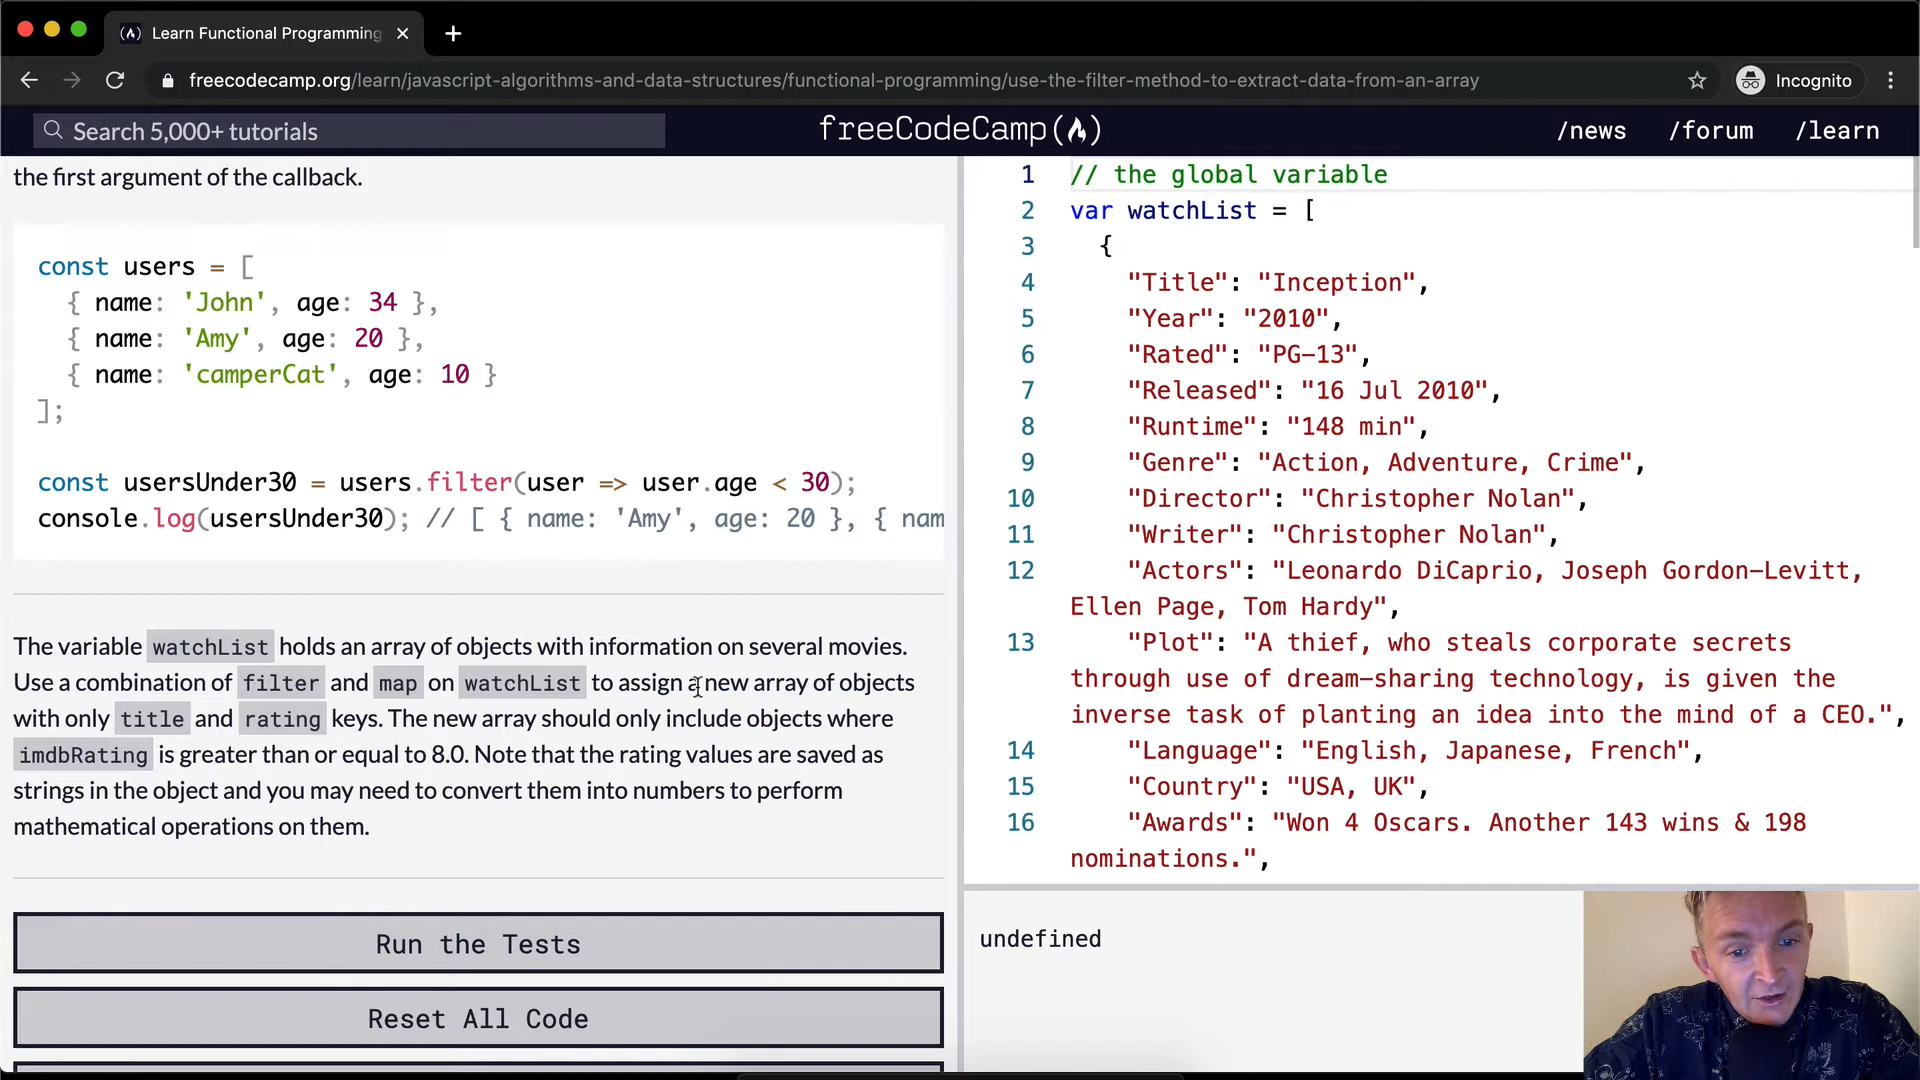 Learn Functional Programming
freecodecamp.org/learn/javascript-algorithms-and-data-structures/functional-programming/use-the-filter-method-to-extract-data-from-an-array
Incognito
Search 5,000+ tutorials
freeCodeCamp
/news /forum /learn
the first argument of the callback.
const users = [
{ name: 'John', age: 34 },
{ name: 'Amy', age: 20 },
{ name: 'camperCat', age: 10 }
];
const usersUnder30 = users.filter(user => user.age < 30);
console.log(usersUnder30); // [ { name: 'Amy', age: 20 }, { nam
The variable watchList holds an array of objects with information on several movies.
Use a combination of filter and map on watchList to assign a new array of objects
with only title and rating keys. The new array should only include objects where
imdbRating is greater than or equal to 8.0. Note that the rating values are saved as
strings in the object and you may need to convert them into numbers to perform
mathematical operations on them.
Run the Tests
Reset All Code
1 // the global variable
2 var watchList = [
3 {
4 "Title": "Inception",
5 "Year": "2010",
6 "Rated": "PG-13",
7 "Released": "16 Jul 2010",
8 "Runtime": "148 min",
9 "Genre": "Action, Adventure, Crime",
10 "Director": "Christopher Nolan",
11 "Writer": "Christopher Nolan",
12 "Actors": "Leonardo DiCaprio, Joseph Gordon-Levitt,
Ellen Page, Tom Hardy",
13 "Plot": "A thief, who steals corporate secrets
through use of dream-sharing technology, is given the
inverse task of planting an idea into the mind of a CEO.",
14 "Language": "English, Japanese, French",
15 "Country": "USA, UK",
16 "Awards": "Won 4 Oscars. Another 143 wins & 198
nominations.",
undefined